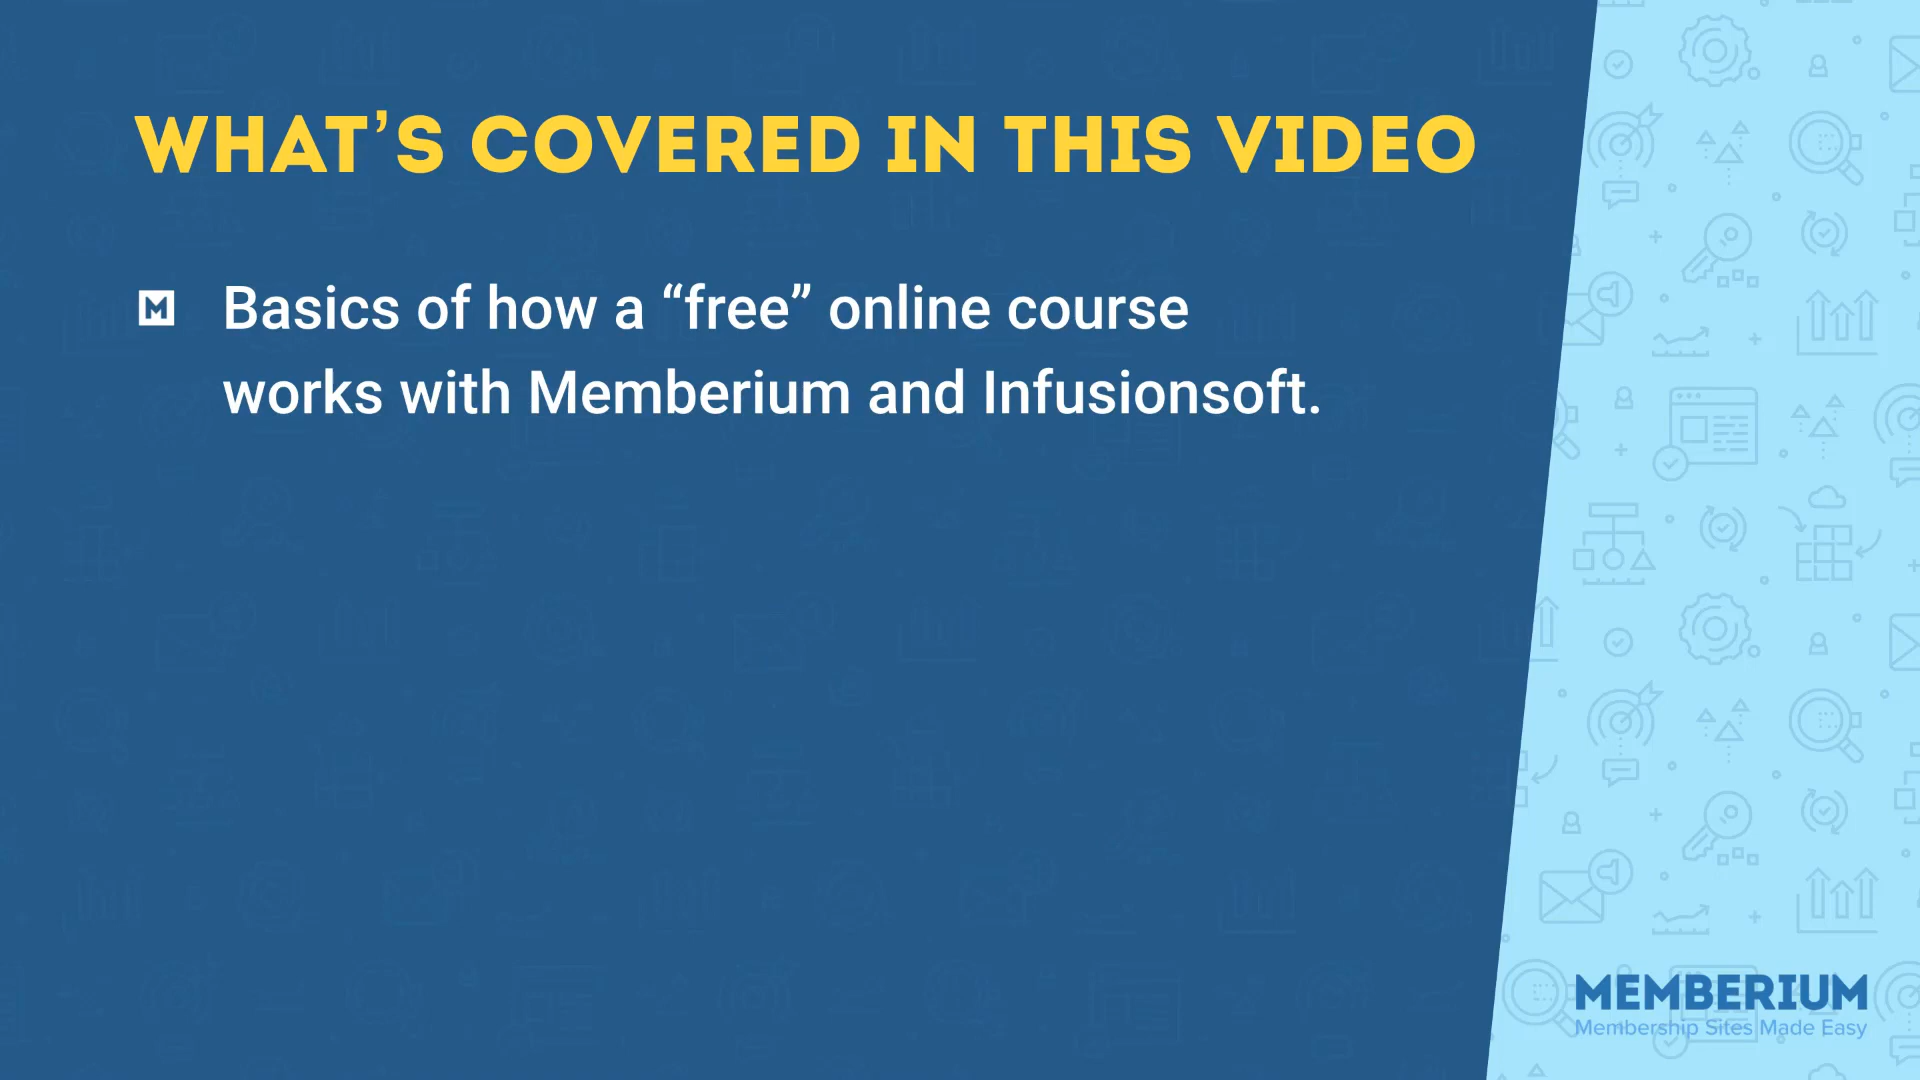 WHAT’S COVERED IN THIS VIDEO
Basics of how a “free” online course
works with Memberium and Infusionsoft.
MEMBERIUM
Membership Sites Made Easy